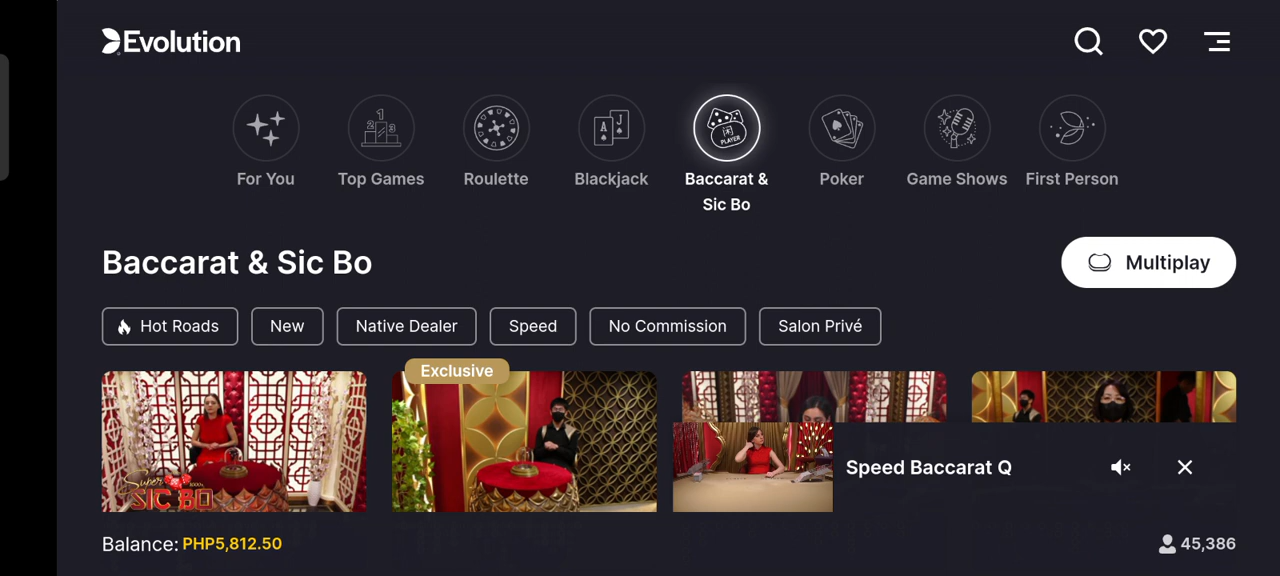 Evolution
For You
Top Games
Roulette
Blackjack
Baccarat &
Sic Bo
Poker
Game Shows
First Person
Baccarat & Sic Bo
Multiplay
Hot Roads
New
Native Dealer
Speed
No Commission
Salon Privé
Exclusive
Super
SIC BO
Speed Baccarat Q
Balance: PHP5,812.50
45,386